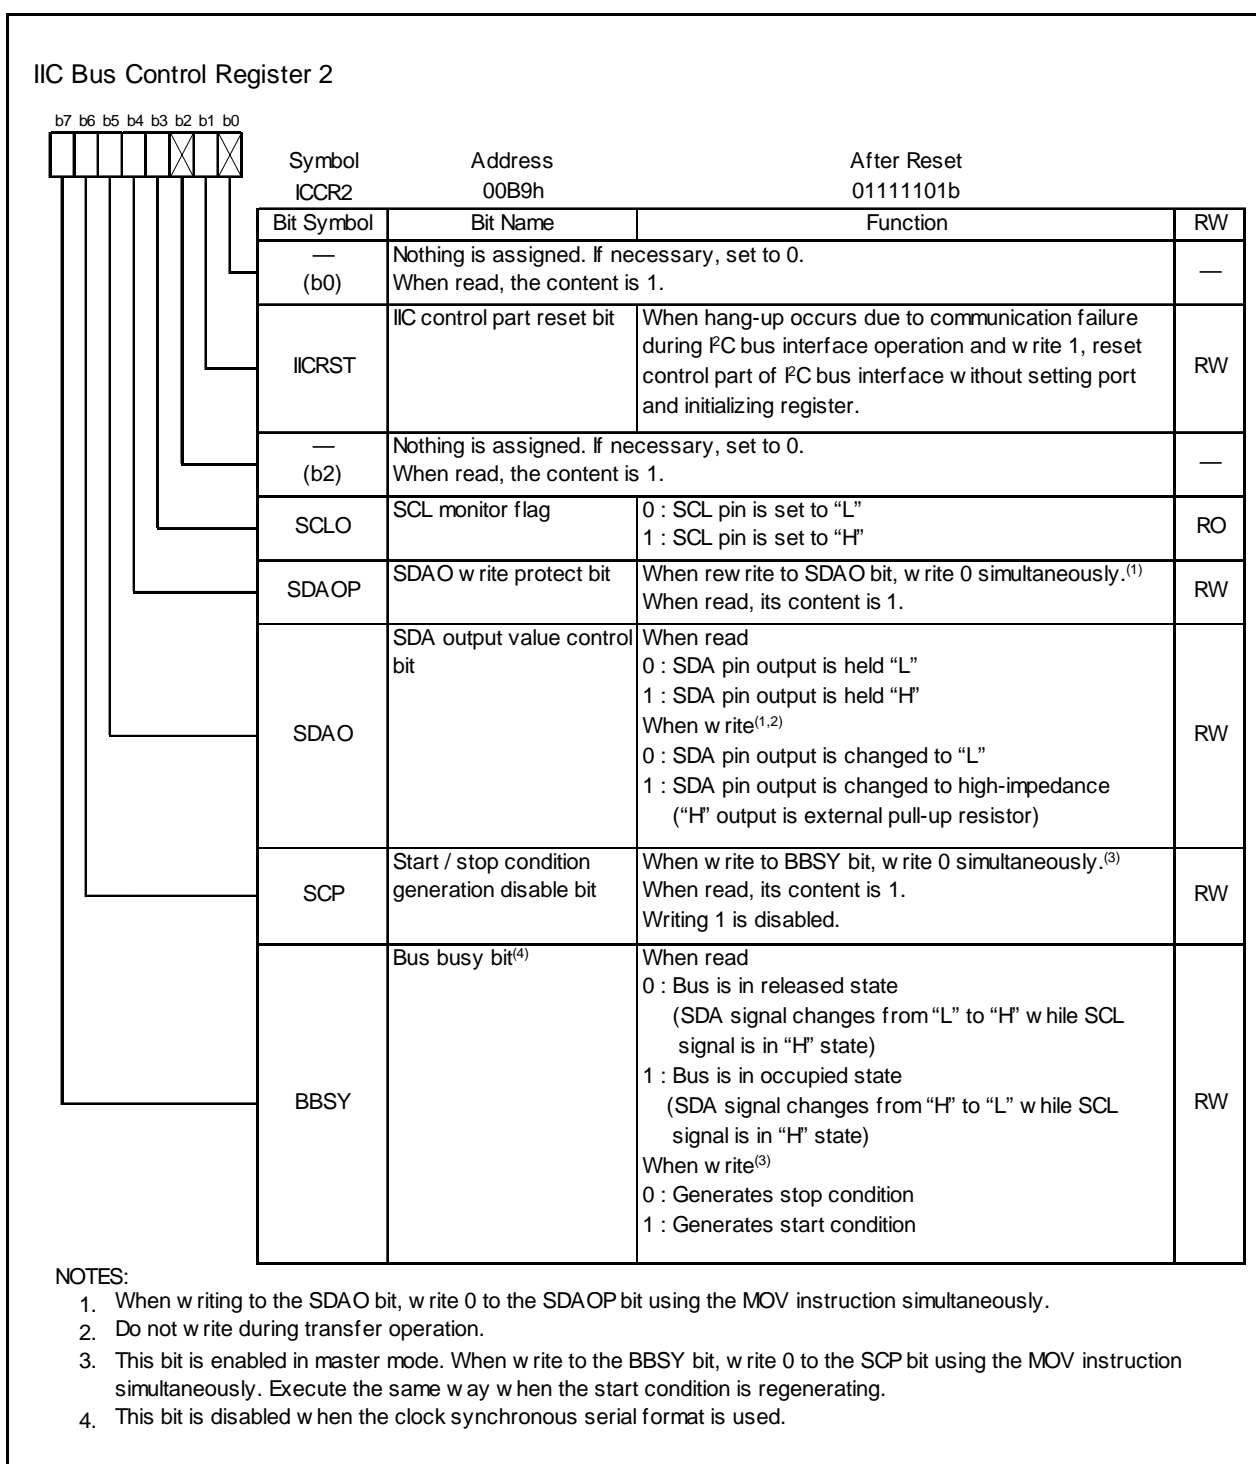 IIC Bus Control Register 2
b7 b6 b5 b4 b3 b2 b1 b0
Symbol Address After Reset
ICCR2 00B9h 01111101b
Bit Symbol Bit Name Function RW
— (b0) Nothing is assigned. If necessary, set to 0.
When read, the content is 1. —
IICRST IIC control part reset bit When hang-up occurs due to communication failure
during I²C bus interface operation and write 1, reset
control part of I²C bus interface without setting port
and initializing register. RW
— (b2) Nothing is assigned. If necessary, set to 0.
When read, the content is 1. —
SCLO SCL monitor flag 0 : SCL pin is set to “L”
1 : SCL pin is set to “H” RO
SDAOP SDAO write protect bit When rewrite to SDAO bit, write 0 simultaneously.(1)
When read, its content is 1. RW
SDAO SDA output value control When read
bit 0 : SDA pin output is held “L”
1 : SDA pin output is held “H”
When write(1,2)
0 : SDA pin output is changed to “L”
1 : SDA pin output is changed to high-impedance
(“H” output is external pull-up resistor) RW
SCP Start / stop condition When write to BBSY bit, write 0 simultaneously.(3)
generation disable bit When read, its content is 1.
Writing 1 is disabled. RW
BBSY Bus busy bit(4) When read
0 : Bus is in released state
(SDA signal changes from “L” to “H” while SCL
signal is in “H” state)
1 : Bus is in occupied state
(SDA signal changes from “H” to “L” while SCL
signal is in “H” state)
When write(3)
0 : Generates stop condition
1 : Generates start condition RW
NOTES:
1. When writing to the SDAO bit, write 0 to the SDAOP bit using the MOV instruction simultaneously.
2. Do not write during transfer operation.
3. This bit is enabled in master mode. When write to the BBSY bit, write 0 to the SCP bit using the MOV instruction
simultaneously. Execute the same way when the start condition is regenerating.
4. This bit is disabled when the clock synchronous serial format is used.